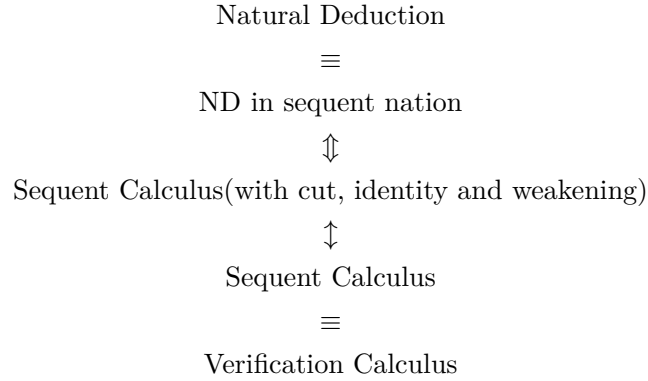 Natural Deduction
≡
ND in sequent nation
⇕
Sequent Calculus(with cut, identity and weakening)
↕
Sequent Calculus
≡
Verification Calculus